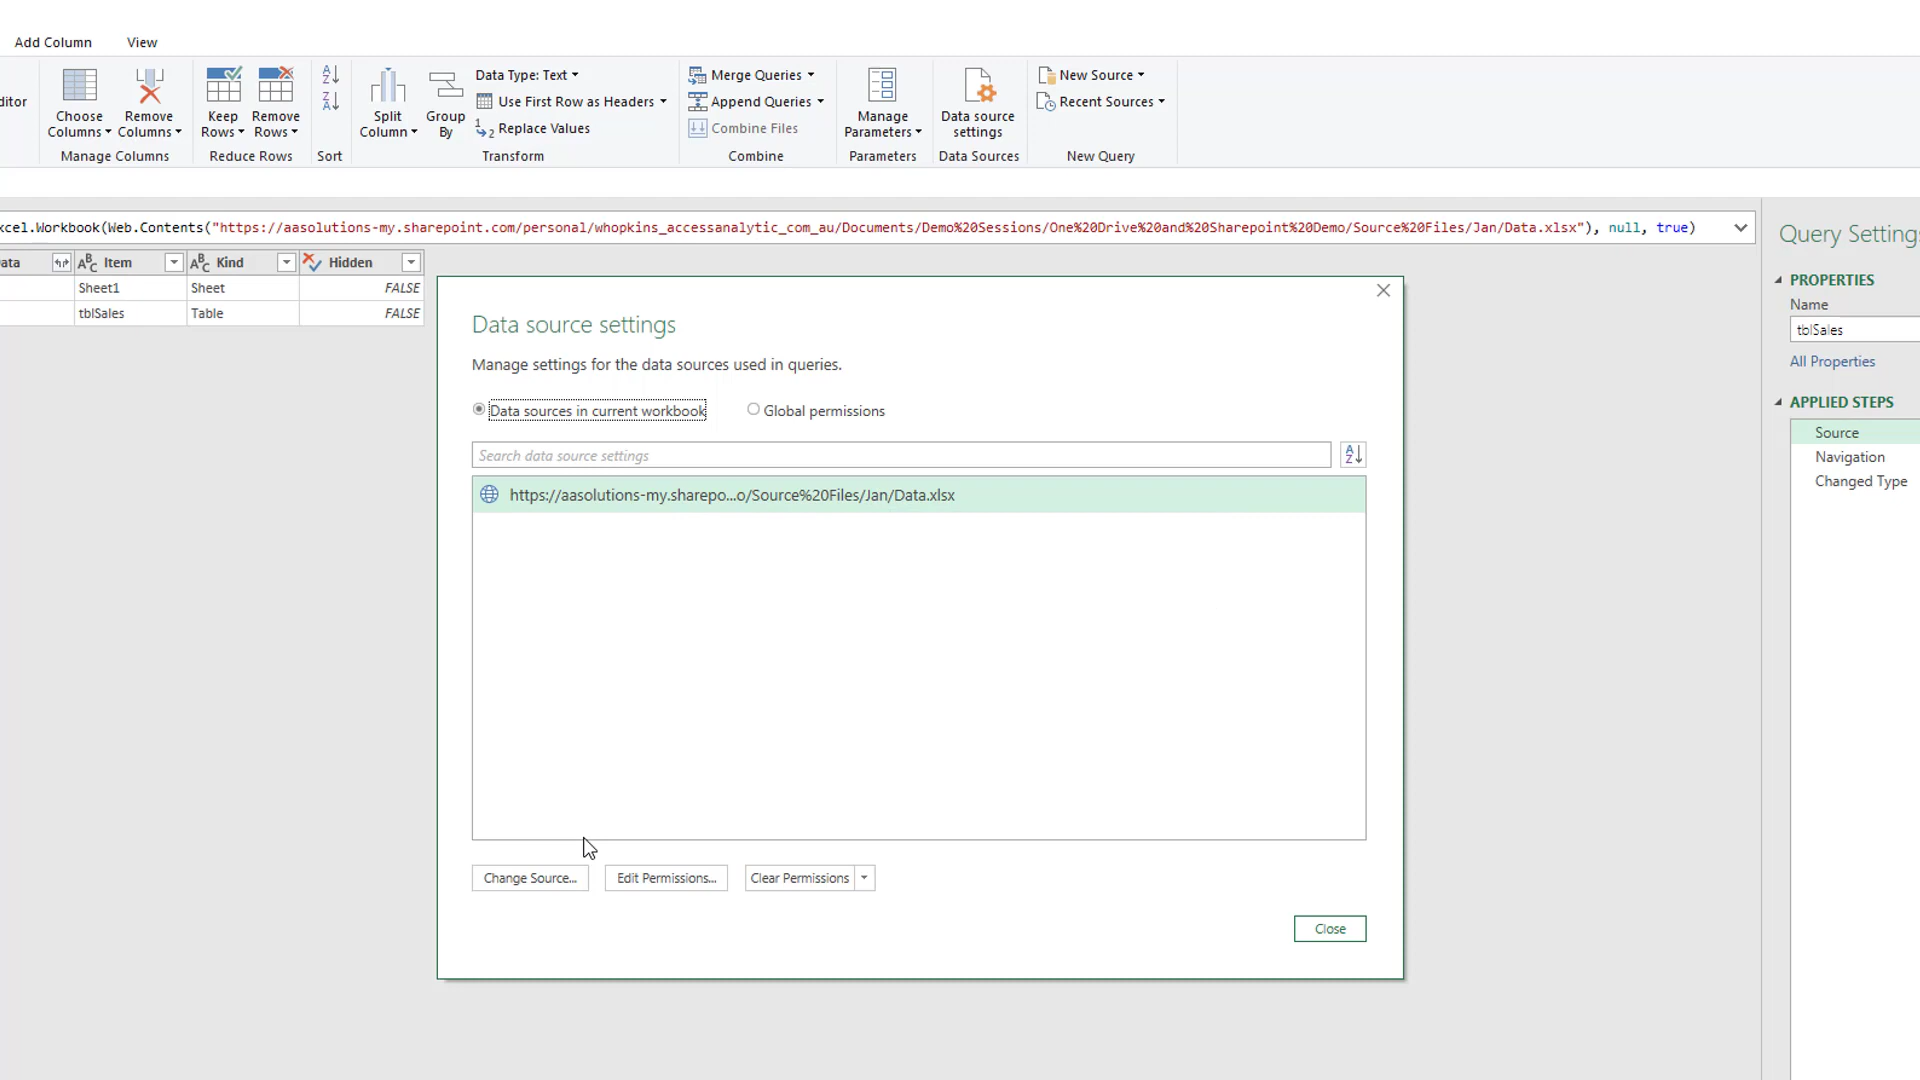 Add Column View
ditor
Choose Columns
Remove Columns
Manage Columns
Keep Rows
Remove Rows
Reduce Rows
Sort
Split Column
Group By
Data Type: Text
Use First Row as Headers
Replace Values
Transform
Merge Queries
Append Queries
Combine Files
Combine
Manage Parameters
Parameters
Data source settings
Data Sources
New Source
Recent Sources
New Query
xcel.Workbook(Web.Contents("https://aasolutions-my.sharepoint.com/personal/whopkins_accessanalytic_com_au/Documents/Demo%20Sessions/One%20Drive%20and%20Sharepoint%20Demo/Source%20Files/Jan/Data.xlsx"), null, true)
ata Item Kind Hidden
Sheet1 Sheet FALSE
tblSales Table FALSE
Data source settings
Manage settings for the data sources used in queries.
Data sources in current workbook Global permissions
Search data source settings
https://aasolutions-my.sharepo...o/Source%20Files/Jan/Data.xlsx
Change Source... Edit Permissions... Clear Permissions
Close
Query Settings
PROPERTIES
Name
tblSales
All Properties
APPLIED STEPS
Source
Navigation
Changed Type